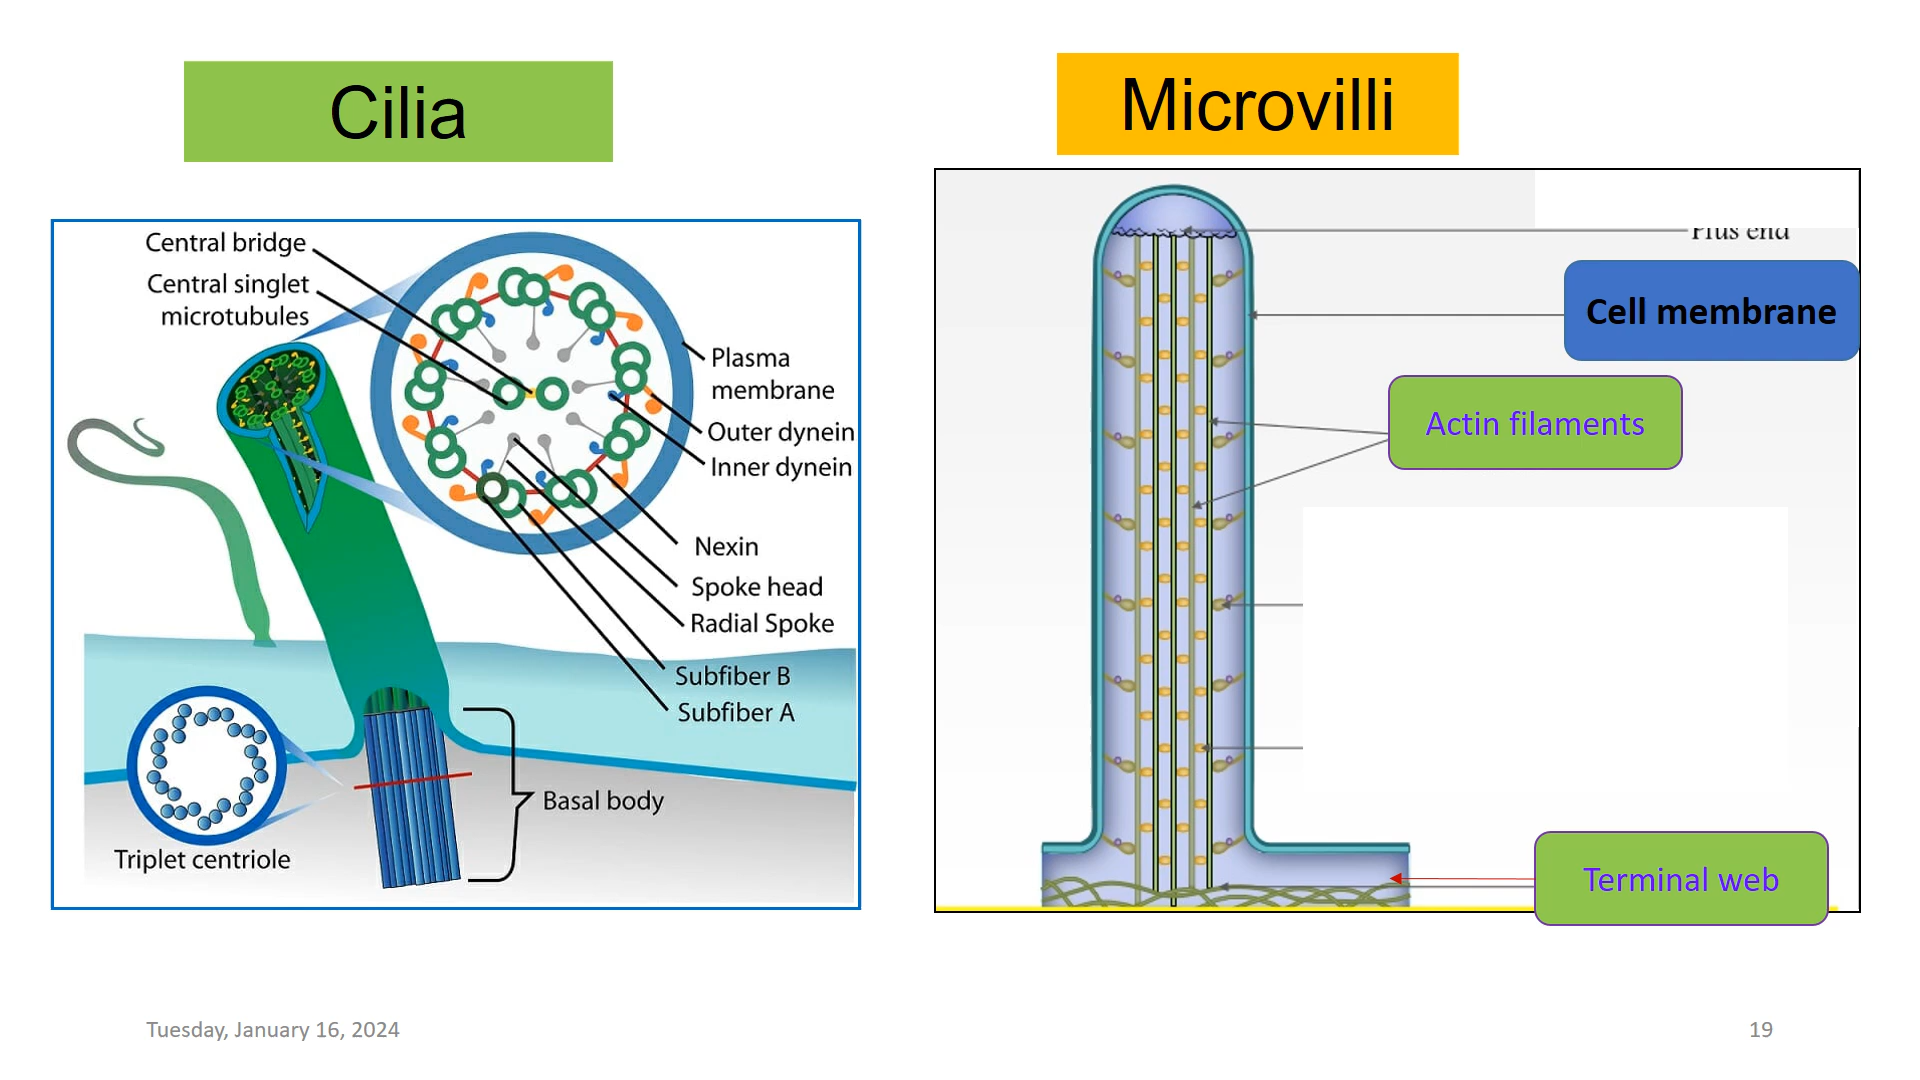 Cilia
Microvilli
Central bridge
Central singlet
microtubules
Plasma
membrane
Outer dynein
Inner dynein
Nexin
Spoke head
Radial Spoke
Subfiber B
Subfiber A
Basal body
Triplet centriole
Plus end
Cell membrane
Actin filaments
Terminal web
Tuesday, January 16, 2024
19